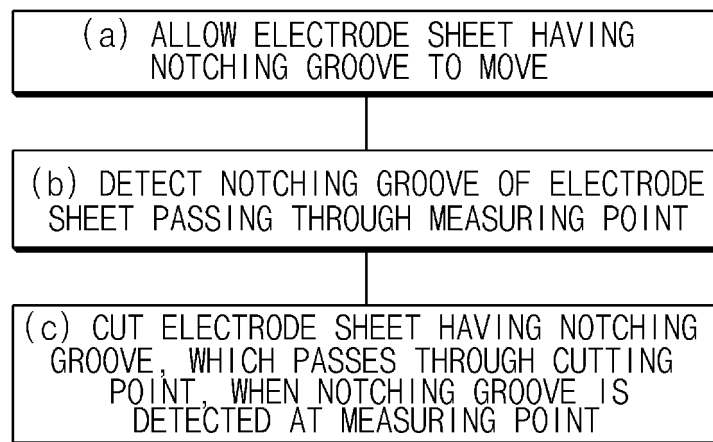 (a) ALLOW ELECTRODE SHEET HAVING
NOTCHING GROOVE TO MOVE
(b) DETECT NOTCHING GROOVE OF ELECTRODE
SHEET PASSING THROUGH MEASURING POINT
(c) CUT ELECTRODE SHEET HAVING NOTCHING
GROOVE, WHICH PASSES THROUGH CUTTING
POINT, WHEN NOTCHING GROOVE IS
DETECTED AT MEASURING POINT